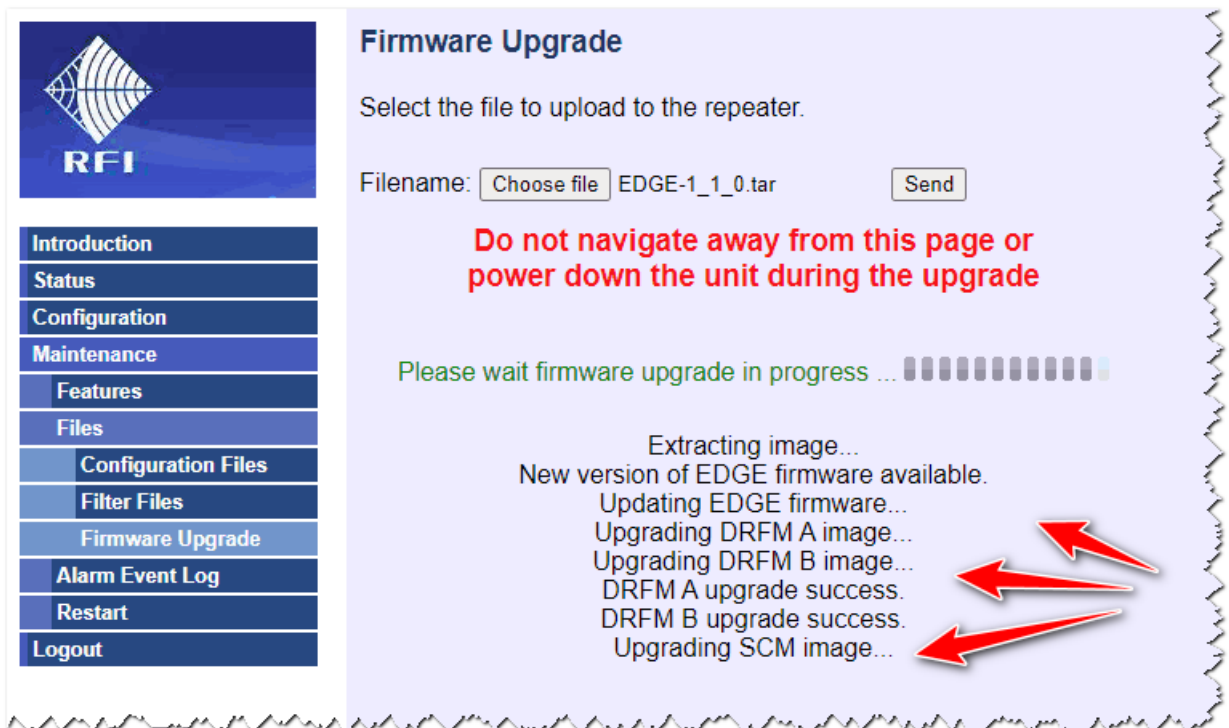 RFI
Introduction
Status
Configuration
Maintenance
Features
Files
Configuration Files
Filter Files
Firmware Upgrade
Alarm Event Log
Restart
Logout
Firmware Upgrade
Select the file to upload to the repeater.
Filename: Choose file EDGE-1_1_0.tar Send
Do not navigate away from this page or
power down the unit during the upgrade
Please wait firmware upgrade in progress ...
Extracting image...
New version of EDGE firmware available.
Updating EDGE firmware...
Upgrading DRFM A image...
Upgrading DRFM B image...
DRFM A upgrade success.
DRFM B upgrade success.
Upgrading SCM image...